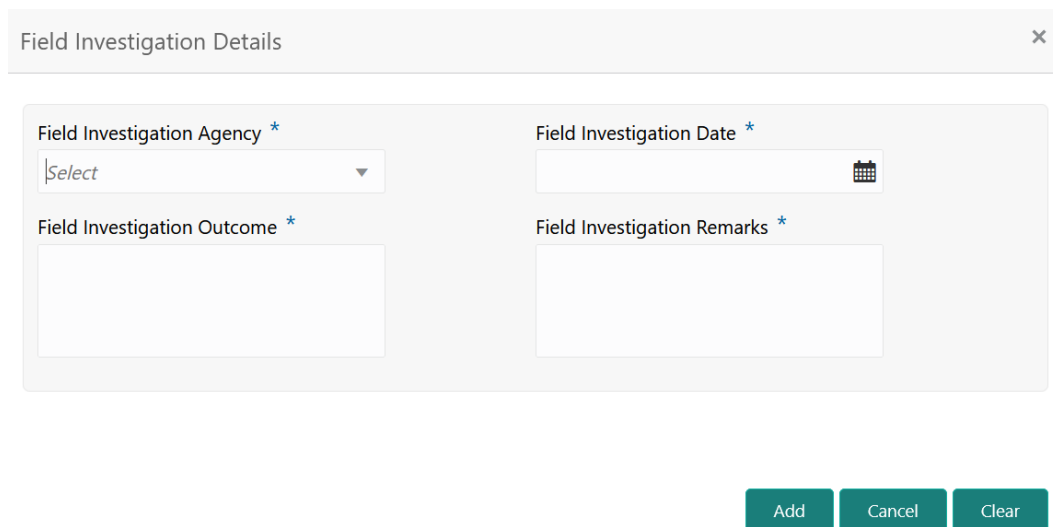 Field Investigation Details
Field Investigation Agency *
Field Investigation Date *
Select
Field Investigation Outcome *
Field Investigation Remarks *
Add
Cancel
Clear